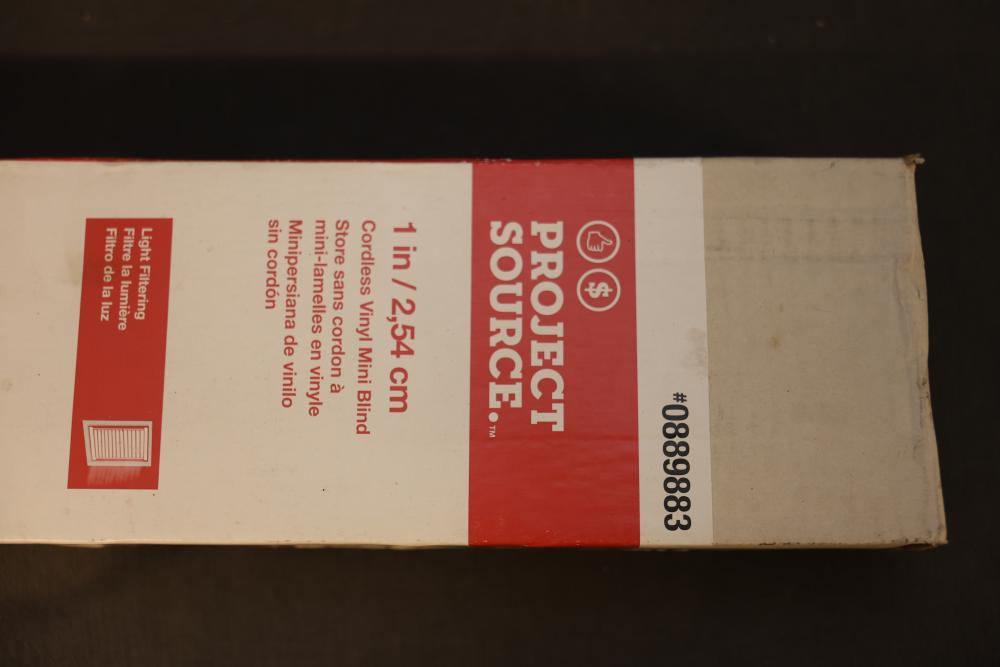 #0889883
PROJECT
SOURCE.™
1 in / 2,54 cm
Cordless Vinyl Mini Blind
Store sans cordon à
mini-lamelles en vinyle
Minipersiana de vinilo
sin cordón
Light Filtering
Filtre la lumière
Filtro de la luz